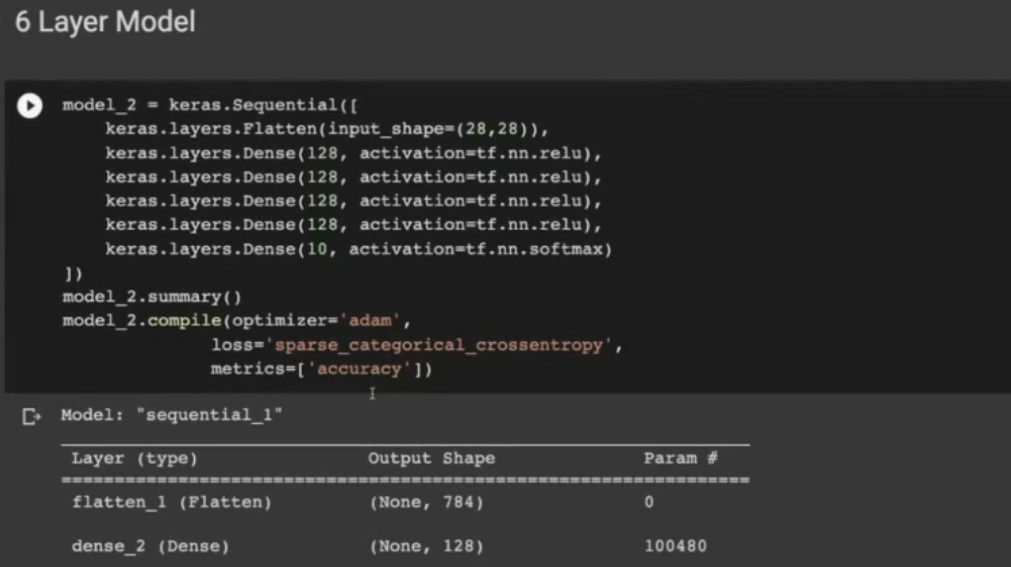 6 Layer Model
model_2 = keras.Sequential([
    keras.layers.Flatten(input_shape=(28,28)),
    keras.layers.Dense(128, activation=tf.nn.relu),
    keras.layers.Dense(128, activation=tf.nn.relu),
    keras.layers.Dense(128, activation=tf.nn.relu),
    keras.layers.Dense(128, activation=tf.nn.relu),
    keras.layers.Dense(10, activation=tf.nn.softmax)
])
model_2.summary()
model_2.compile(optimizer='adam',
              loss='sparse_categorical_crossentropy',
              metrics=['accuracy'])
Model: "sequential_1"
Layer (type) Output Shape Param #
flatten_1 (Flatten) (None, 784) 0
dense_2 (Dense) (None, 128) 100480